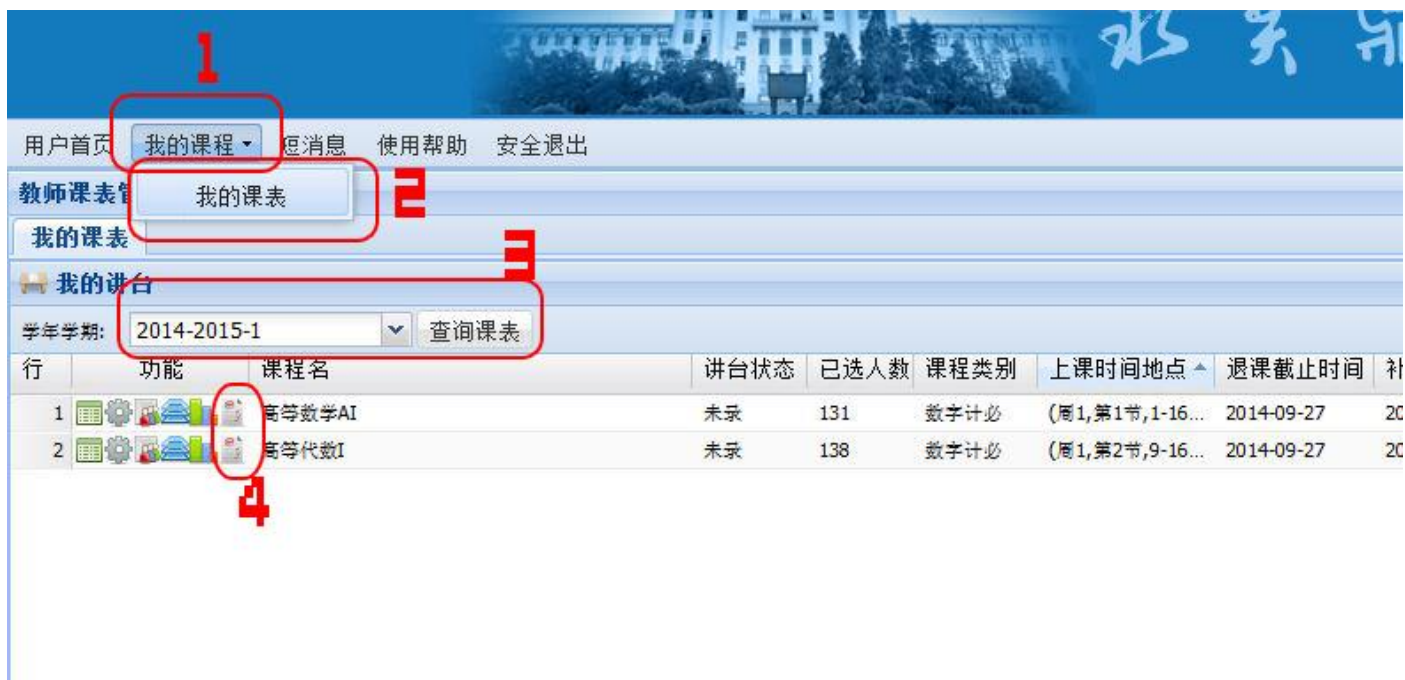 1
用户首页 我的课程 短消息 使用帮助 安全退出
教师课表管 我的课表 2
我的课表
3
我的讲台
学年学期: 2014-2015-1 查询课表
行 功能 课程名 讲台状态 已选人数 课程类别 上课时间地点 退课截止时间 补
1 高等数学AI 未录 131 数字计必 (周1,第1节,1-16... 2014-09-27 20
2 高等代数I 未录 138 数字计必 (周1,第2节,9-16... 2014-09-27 20
4